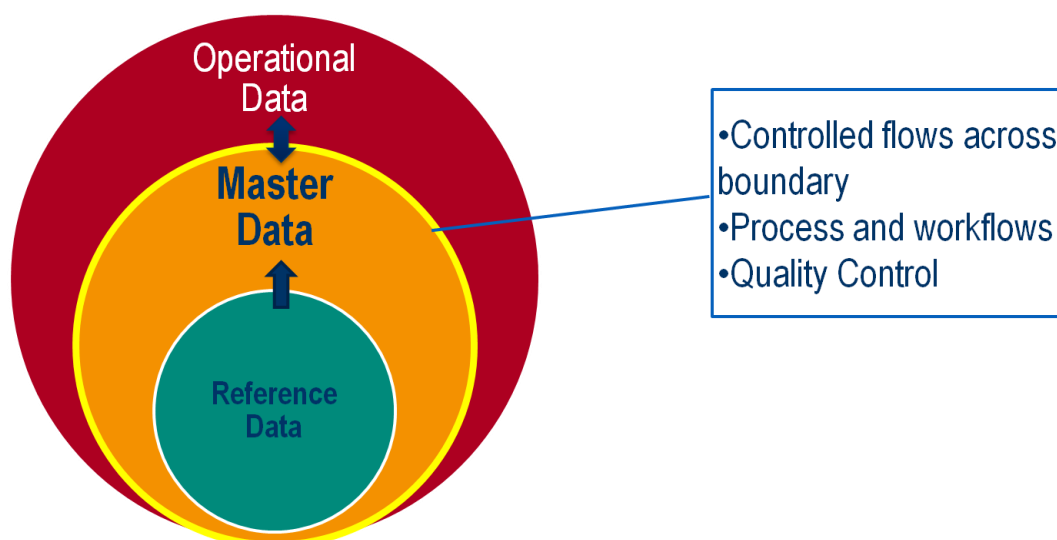 Operational
Data
Master
Data
Reference
Data
•Controlled flows across
boundary
•Process and workflows
•Quality Control